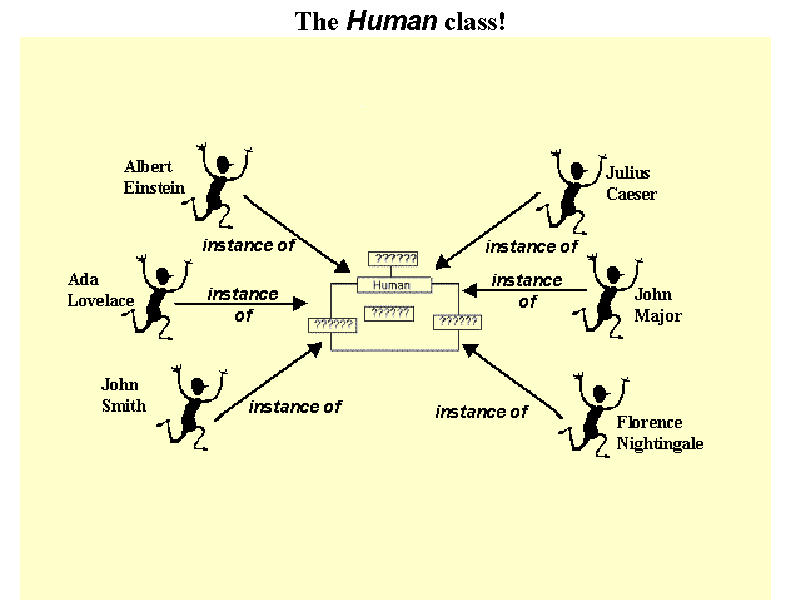 The Human class!
Albert
Einstein
Julius
Caeser
instance of
instance of
??????
Ada
Lovelace
instance
of
Human
??????
??????
??????
instance
of
John
Major
John
Smith
instance of
instance of
Florence
Nightingale